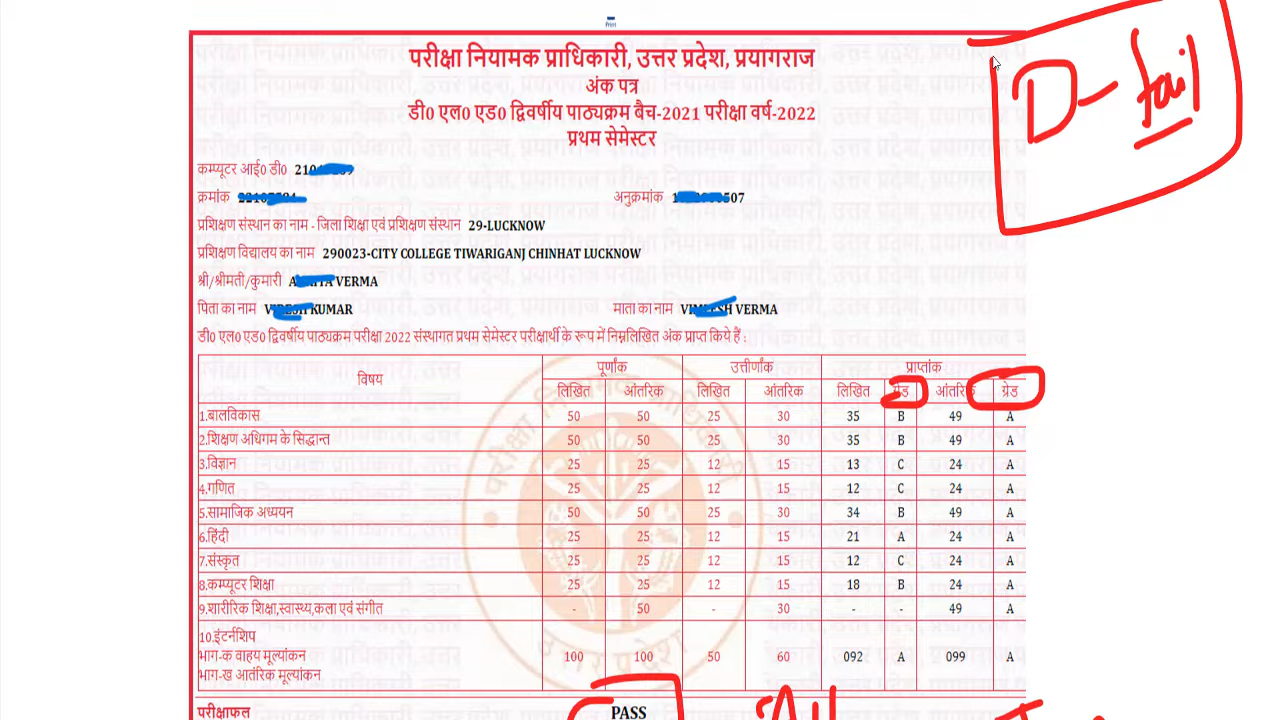 Print
परीक्षा नियामक प्राधिकारी, उत्तर प्रदेश, प्रयागराज
अंक पत्र
डी0 एल0 एड0 द्विवर्षीय पाठ्यक्रम बैच-2021 परीक्षा वर्ष-2022
प्रथम सेमेस्टर
D- fail
कम्प्यूटर आई0 डी0
क्रमांक अनुक्रमांक
प्रशिक्षण संस्थान का नाम - जिला शिक्षा एवं प्रशिक्षण संस्थान 29-LUCKNOW
प्रशिक्षण विद्यालय का नाम 290023-CITY COLLEGE TIWARIGANJ CHINHAT LUCKNOW
श्री/श्रीमती/कुमारी VERMA
पिता का नाम KUMAR माता का नाम VERMA
डी0 एल0 एड0 द्विवर्षीय पाठ्यक्रम परीक्षा 2022 संस्थागत प्रथम सेमेस्टर परीक्षार्थी के रूप में निम्नलिखित अंक प्राप्त किये हैं :
विषय पूर्णांक उत्तीर्णांक प्राप्तांक
लिखित आंतरिक लिखित आंतरिक लिखित ग्रेड आंतरिक ग्रेड
1.बालविकास 50 50 25 30 35 B 49 A
2.शिक्षण अधिगम के सिद्धान्त 50 50 25 30 35 B 49 A
3.विज्ञान 25 25 12 15 13 C 24 A
4.गणित 25 25 12 15 12 C 24 A
5.सामाजिक अध्ययन 50 50 25 30 34 B 49 A
6.हिंदी 25 25 12 15 21 A 24 A
7.संस्कृत 25 25 12 15 12 C 24 A
8.कम्प्यूटर शिक्षा 25 25 12 15 18 B 24 A
9.शारीरिक शिक्षा,स्वास्थ्य,कला एवं संगीत - 50 - 30 - - 49 A
10.इंटर्नशिप
भाग-क वाहय मूल्यांकन 100 100 50 60 092 A 099 A
भाग-ख आतंरिक मूल्यांकन
परीक्षाफल PASS